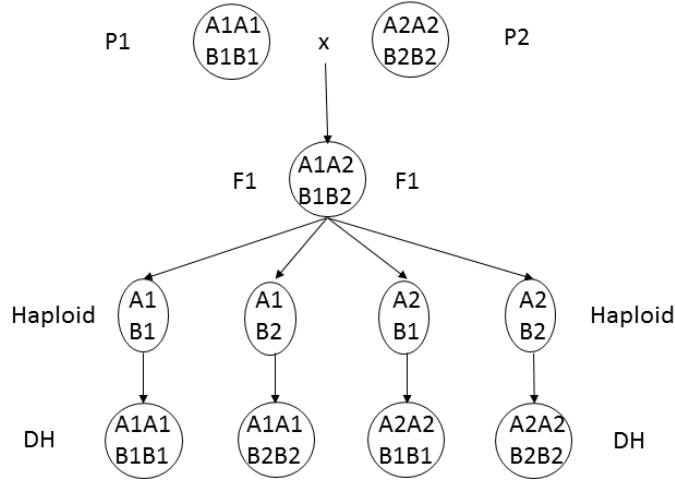 P1 A1A1 x A2A2 P2
B1B1 B2B2
F1 A1A2 F1
B1B2
Haploid A1 A1 A2 A2 Haploid
B1 B2 B1 B2
DH A1A1 A1A1 A2A2 A2A2 DH
B1B1 B2B2 B1B1 B2B2